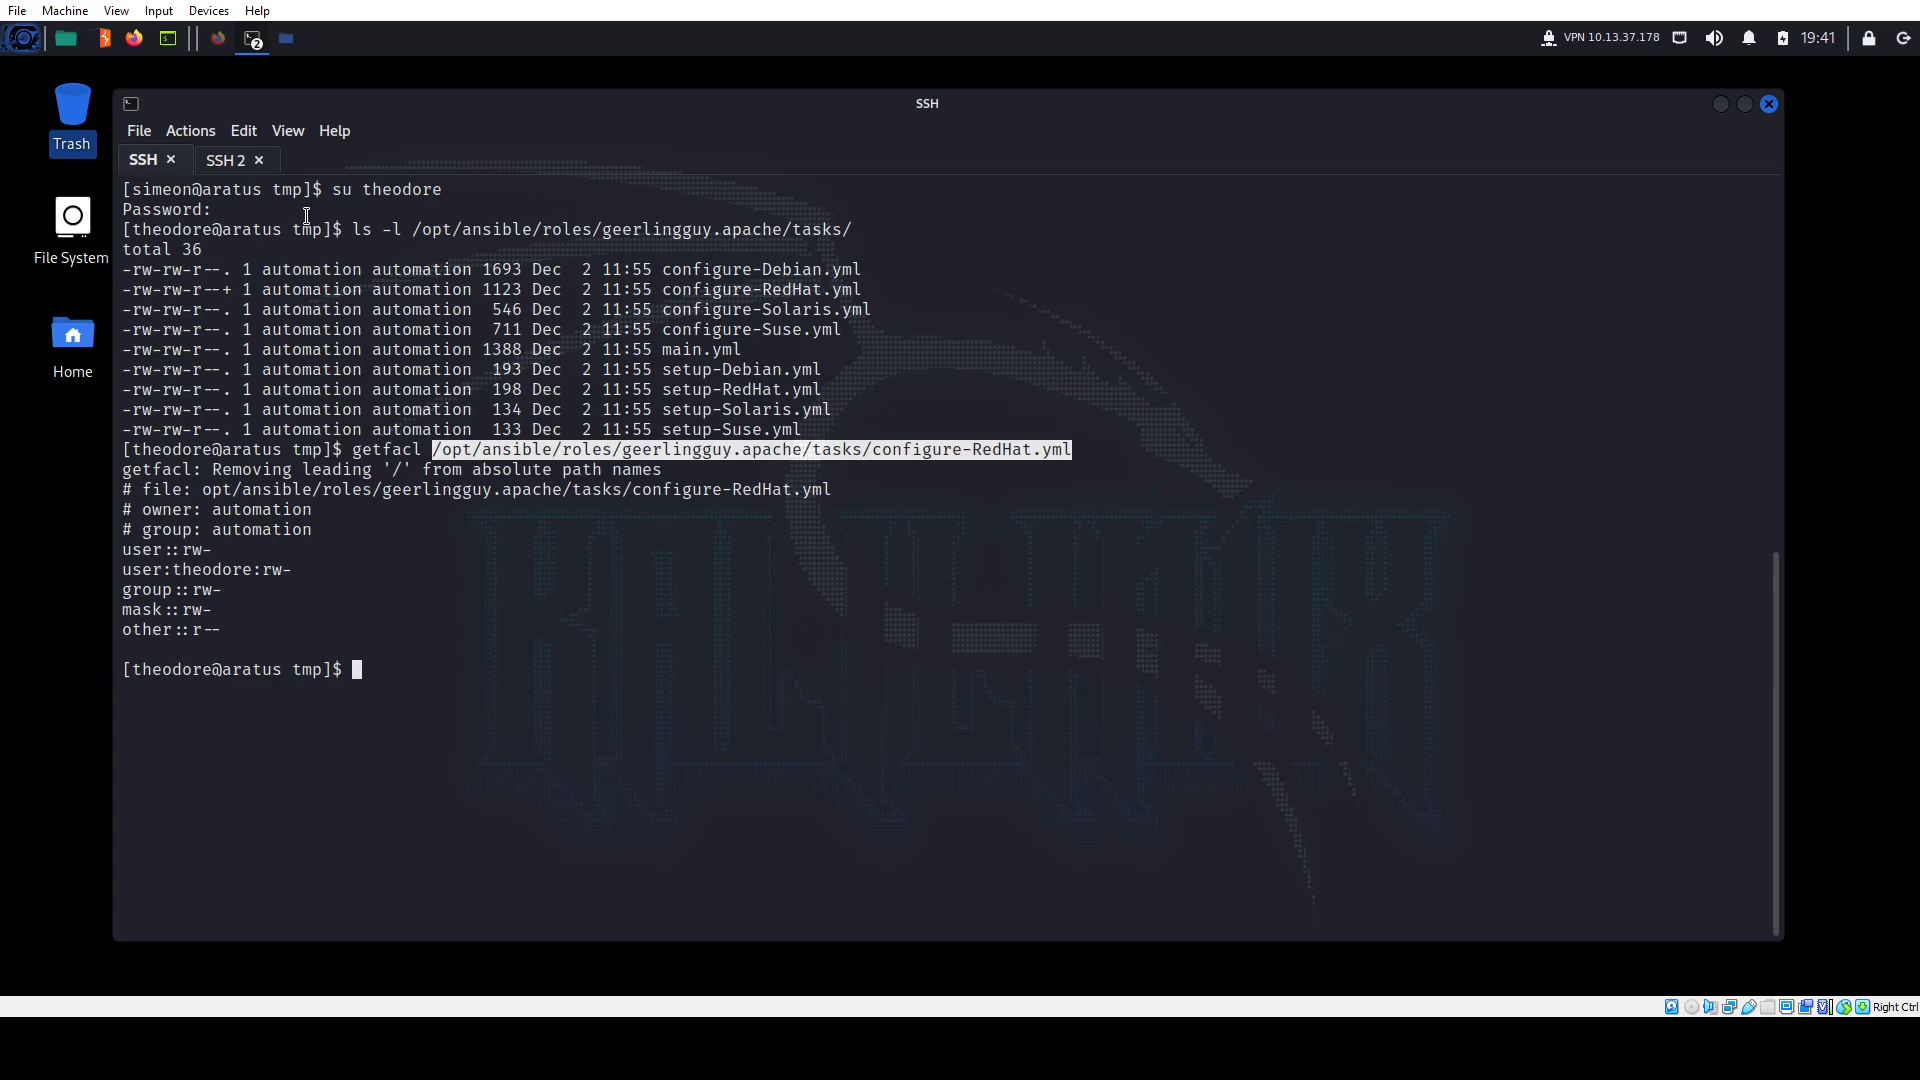 File Machine View Input Devices Help
2 VPN 10.13.37.178 19:41
SSH
File Actions Edit View Help
SSH × SSH 2 ×
Trash
File System
Home
[simeon@aratus tmp]$ su theodore
Password:
[theodore@aratus tmp]$ ls -l /opt/ansible/roles/geerlingguy.apache/tasks/
total 36
-rw-rw-r--. 1 automation automation 1693 Dec  2 11:55 configure-Debian.yml
-rw-rw-r--+ 1 automation automation 1123 Dec  2 11:55 configure-RedHat.yml
-rw-rw-r--. 1 automation automation  546 Dec  2 11:55 configure-Solaris.yml
-rw-rw-r--. 1 automation automation  711 Dec  2 11:55 configure-Suse.yml
-rw-rw-r--. 1 automation automation 1388 Dec  2 11:55 main.yml
-rw-rw-r--. 1 automation automation  193 Dec  2 11:55 setup-Debian.yml
-rw-rw-r--. 1 automation automation  198 Dec  2 11:55 setup-RedHat.yml
-rw-rw-r--. 1 automation automation  134 Dec  2 11:55 setup-Solaris.yml
-rw-rw-r--. 1 automation automation  133 Dec  2 11:55 setup-Suse.yml
[theodore@aratus tmp]$ getfacl /opt/ansible/roles/geerlingguy.apache/tasks/configure-RedHat.yml
getfacl: Removing leading '/' from absolute path names
# file: opt/ansible/roles/geerlingguy.apache/tasks/configure-RedHat.yml
# owner: automation
# group: automation
user::rw-
user:theodore:rw-
group::rw-
mask::rw-
other::r--
[theodore@aratus tmp]$
KALI LINUX
Right Ctrl